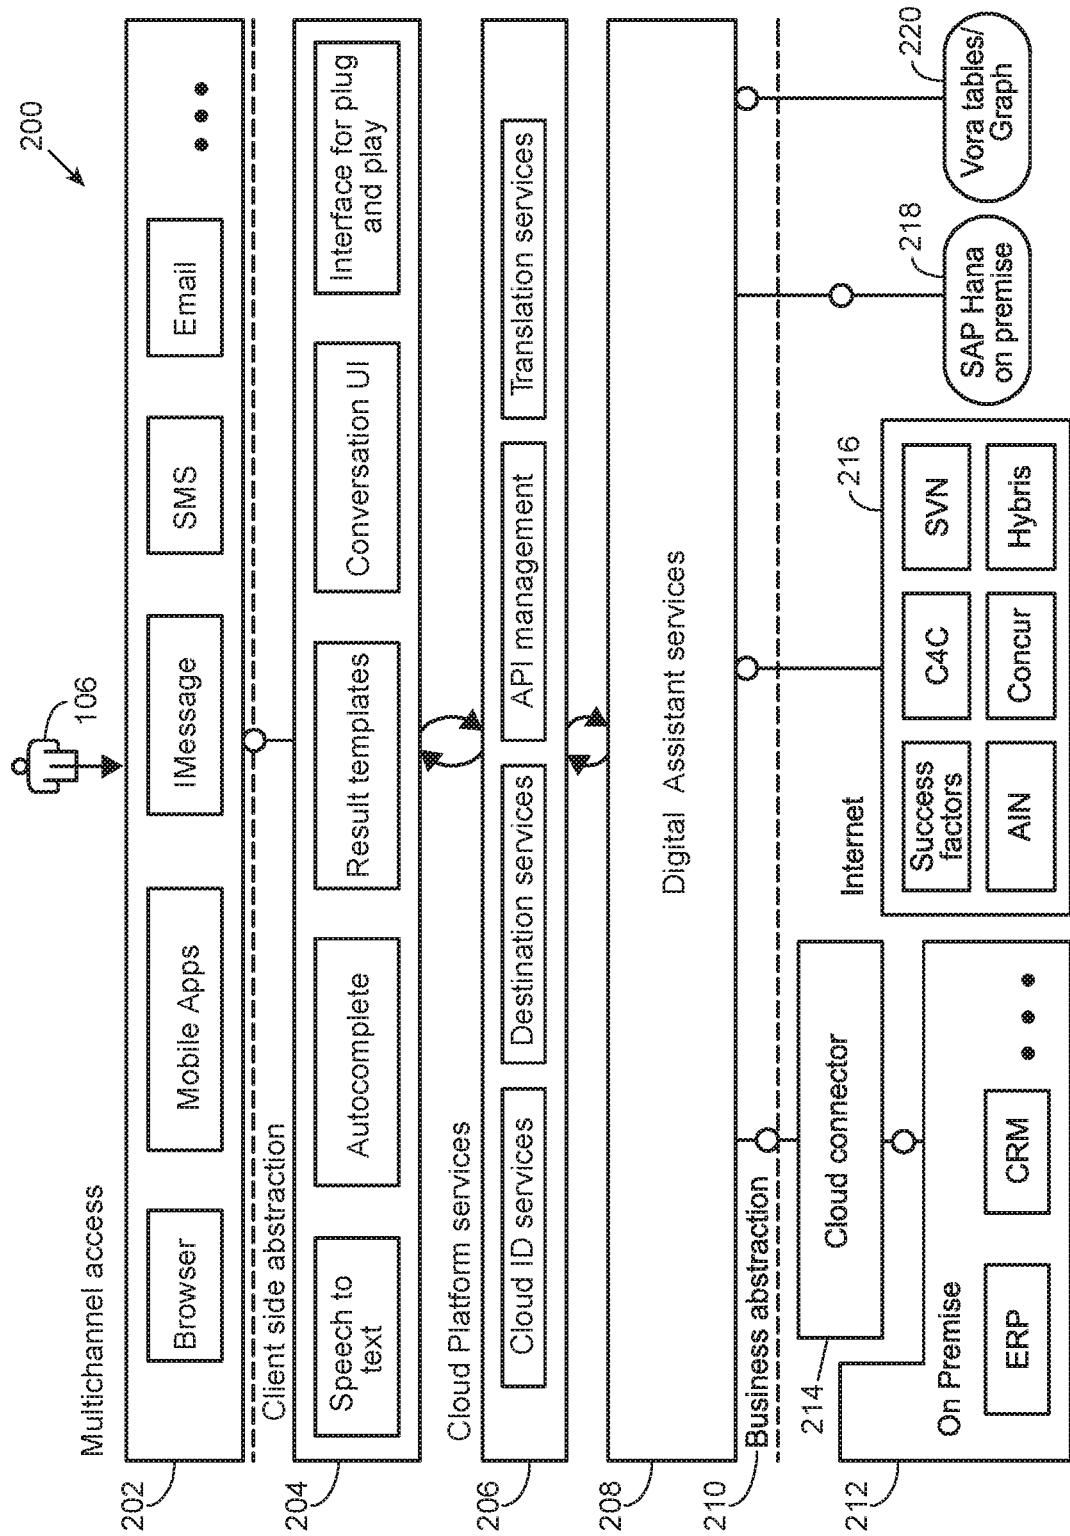 200
106
Multichannel access
202
Browser
Mobile Apps
IMessage
SMS
Email
Client side abstraction
204
Speech to
text
Autocomplete
Result templates
Conversation UI
Interface for plug
and play
Cloud Platform services
206
Cloud ID services
Destination services
API management
Translation services
208
Digital Assistant services
210
Business abstraction
214
Cloud connector
212
On Premise
ERP
CRM
Internet
216
Success
factors
C4C
SVN
AIN
Concur
Hybris
218
SAP Hana
on premise
220
Vora tables/
Graph